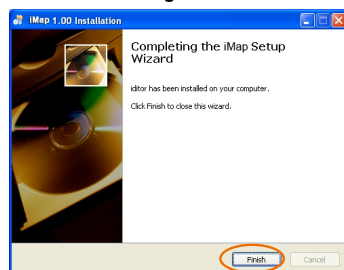 iMap 1.00 Installation
Completing the iMap Setup
Wizard
iditor has been installed on your computer.
Click Finish to close this wizard.
Finish
Cancel